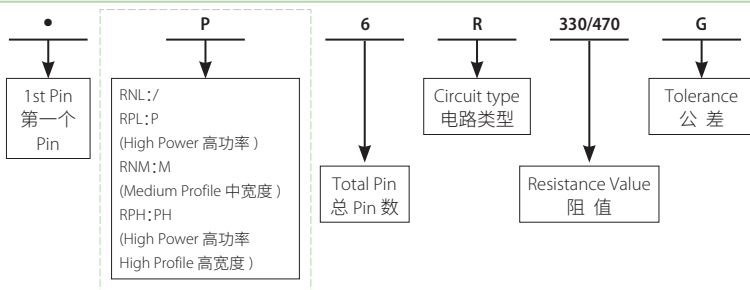 • P 6 R 330/470 G
1st Pin
第一个
Pin
RNL:/
RPL:P
(High Power 高功率)
RNM:M
(Medium Profile 中宽度)
RPH:PH
(High Power 高功率
High Profile 高宽度)
Total Pin
总 Pin 数
Circuit type
电路类型
Resistance Value
阻 值
Tolerance
公 差